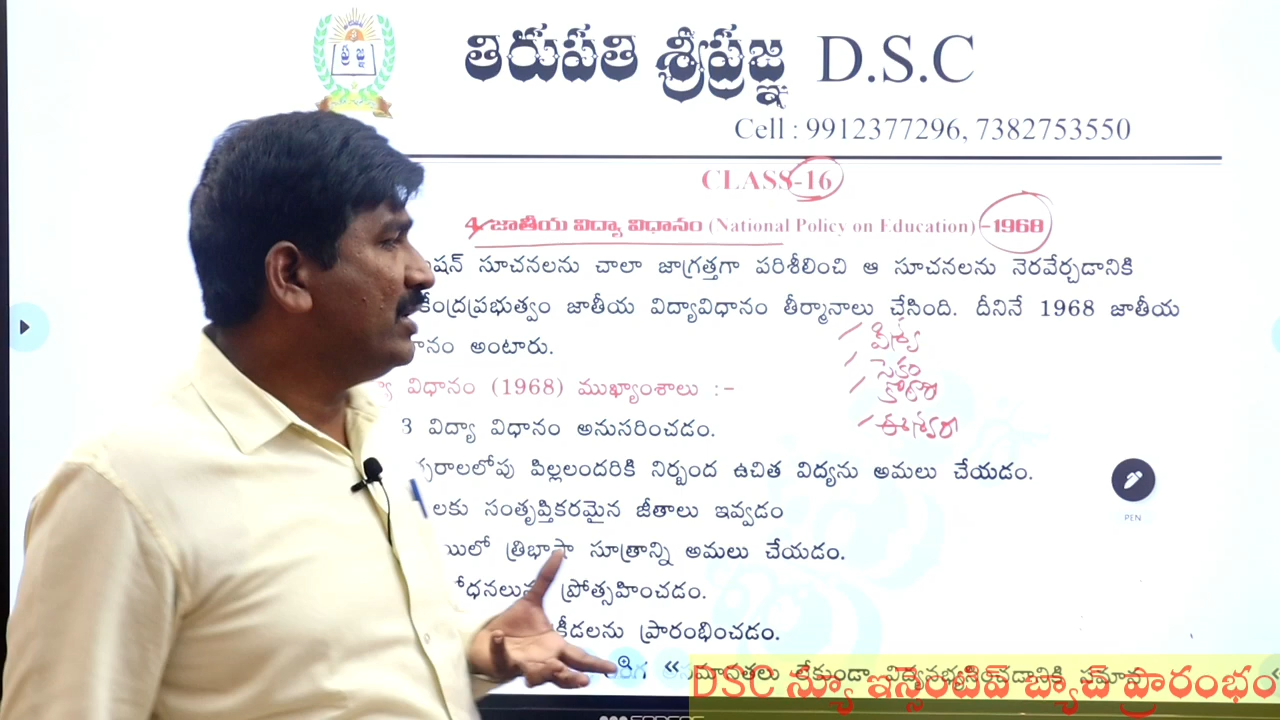 తిరుపతి శ్రీప్రజ్ఞ D.S.C
Cell : 9912377296, 7382753550
CLASS-16
4. జాతీయ విద్యా విధానం (National Policy on Education) -1968
సూచనలను చాలా జాగ్రత్తగా పరిశీలించి ఆ సూచనలను నెరవేర్చడానికి
కేంద్రప్రభుత్వం జాతీయ విద్యావిధానం తీర్మానాలు చేసింది. దీనినే 1968 జాతీయ
అంటారు.
విధానం (1968) ముఖ్యాంశాలు :-
3 విద్యా విధానం అనుసరించడం.
పిల్లలందరికి నిర్బంద ఉచిత విద్యను అమలు చేయడం.
లకు సంతృప్తికరమైన జీతాలు ఇవ్వడం
త్రిభాషా సూత్రాన్ని అమలు చేయడం.
ప్రోత్సహించడం.
ప్రారంభించడం.
లేకుండా
PEN
DSC న్యూ ఇన్సెంటివ్ బ్యాచ్ ప్రారంభం